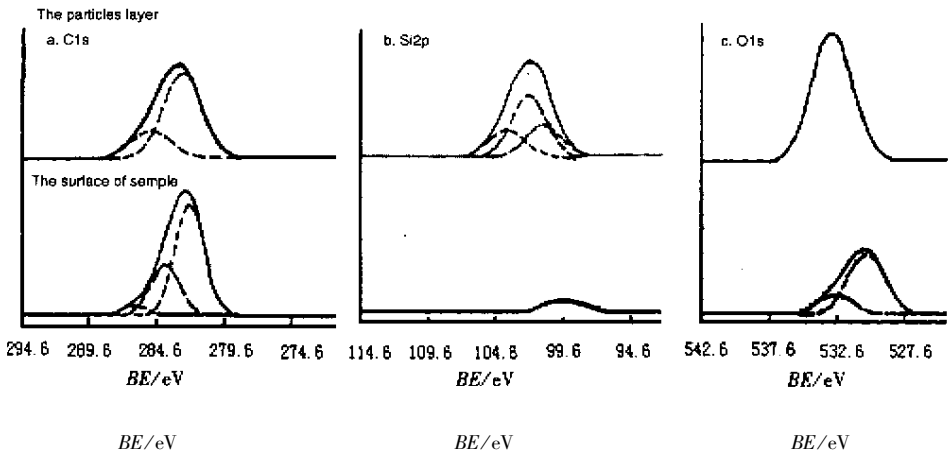 The particles layer
a. C1s
b. Si2p
c. O1s
The surface of sample
294.6 289.6 284.6 279.6 274.6
114.6 109.6 104.6 99.6 94.6
542.6 537.6 532.6 527.6
BE/eV BE/eV BE/eV
BE/eV BE/eV BE/eV